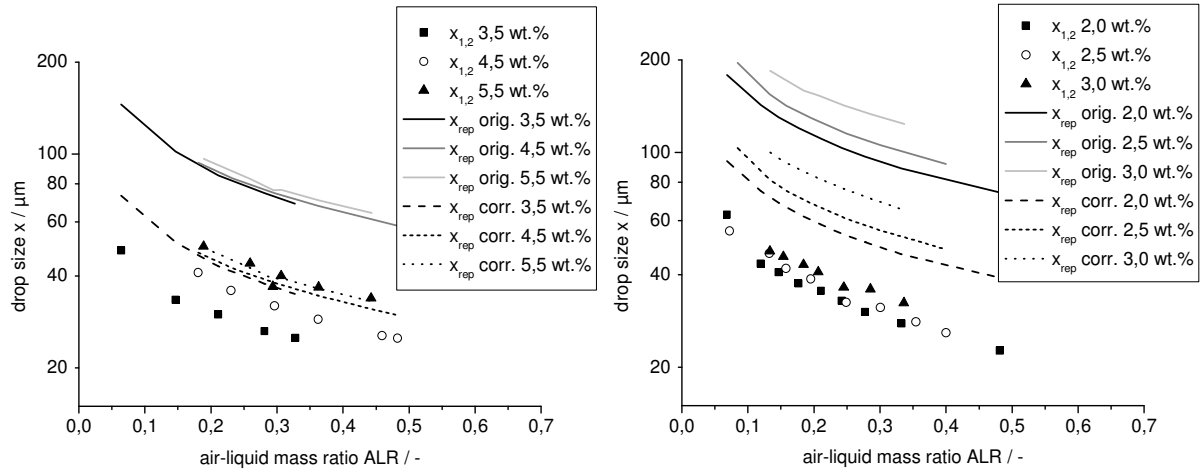 x1,2 3,5 wt.%
x1,2 4,5 wt.%
x1,2 5,5 wt.%
xrep orig. 3,5 wt.%
xrep orig. 4,5 wt.%
xrep orig. 5,5 wt.%
xrep corr. 3,5 wt.%
xrep corr. 4,5 wt.%
xrep corr. 5,5 wt.%
200
100
80
60
40
20
drop size x / µm
0,0 0,1 0,2 0,3 0,4 0,5 0,6 0,7
air-liquid mass ratio ALR / -
x1,2 2,0 wt.%
x1,2 2,5 wt.%
x1,2 3,0 wt.%
xrep orig. 2,0 wt.%
xrep orig. 2,5 wt.%
xrep orig. 3,0 wt.%
xrep corr. 2,0 wt.%
xrep corr. 2,5 wt.%
xrep corr. 3,0 wt.%
200
100
80
60
40
20
drop size x / µm
0,0 0,1 0,2 0,3 0,4 0,5 0,6 0,7
air-liquid mass ratio ALR / -